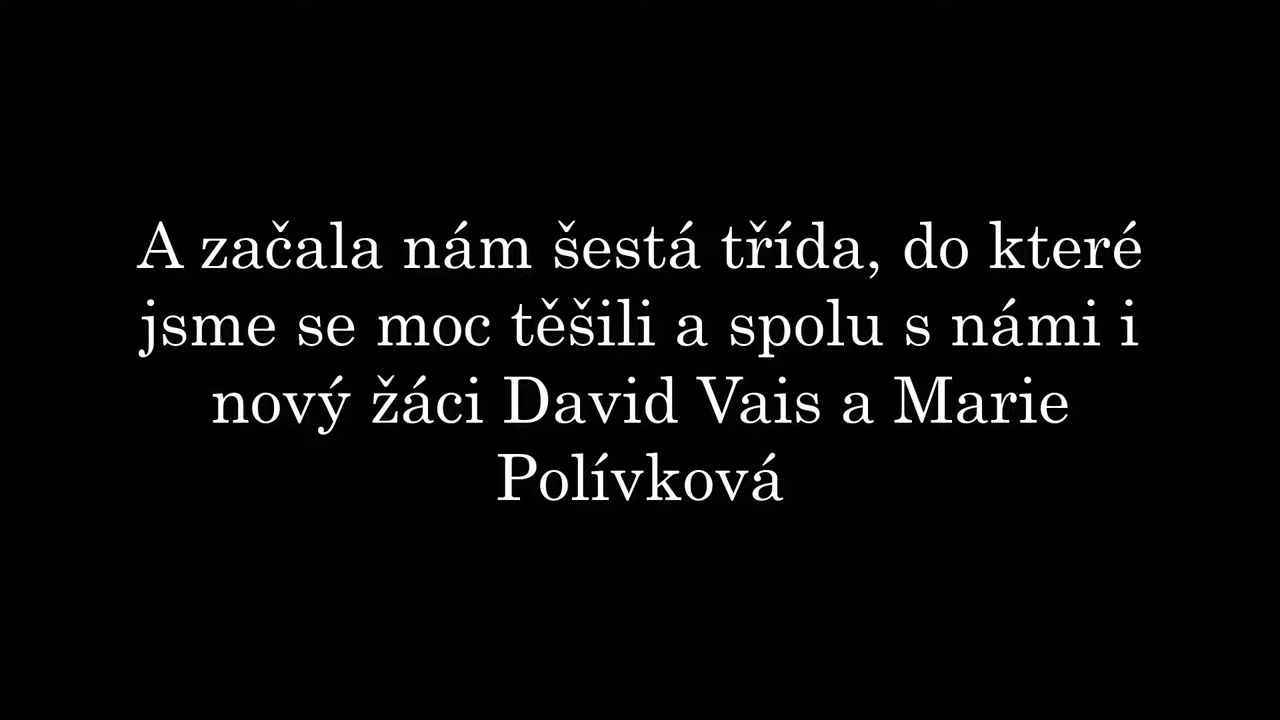 A začala nám šestá třída, do které
jsme se moc těšili a spolu s námi i
nový žáci David Vais a Marie
Polívková